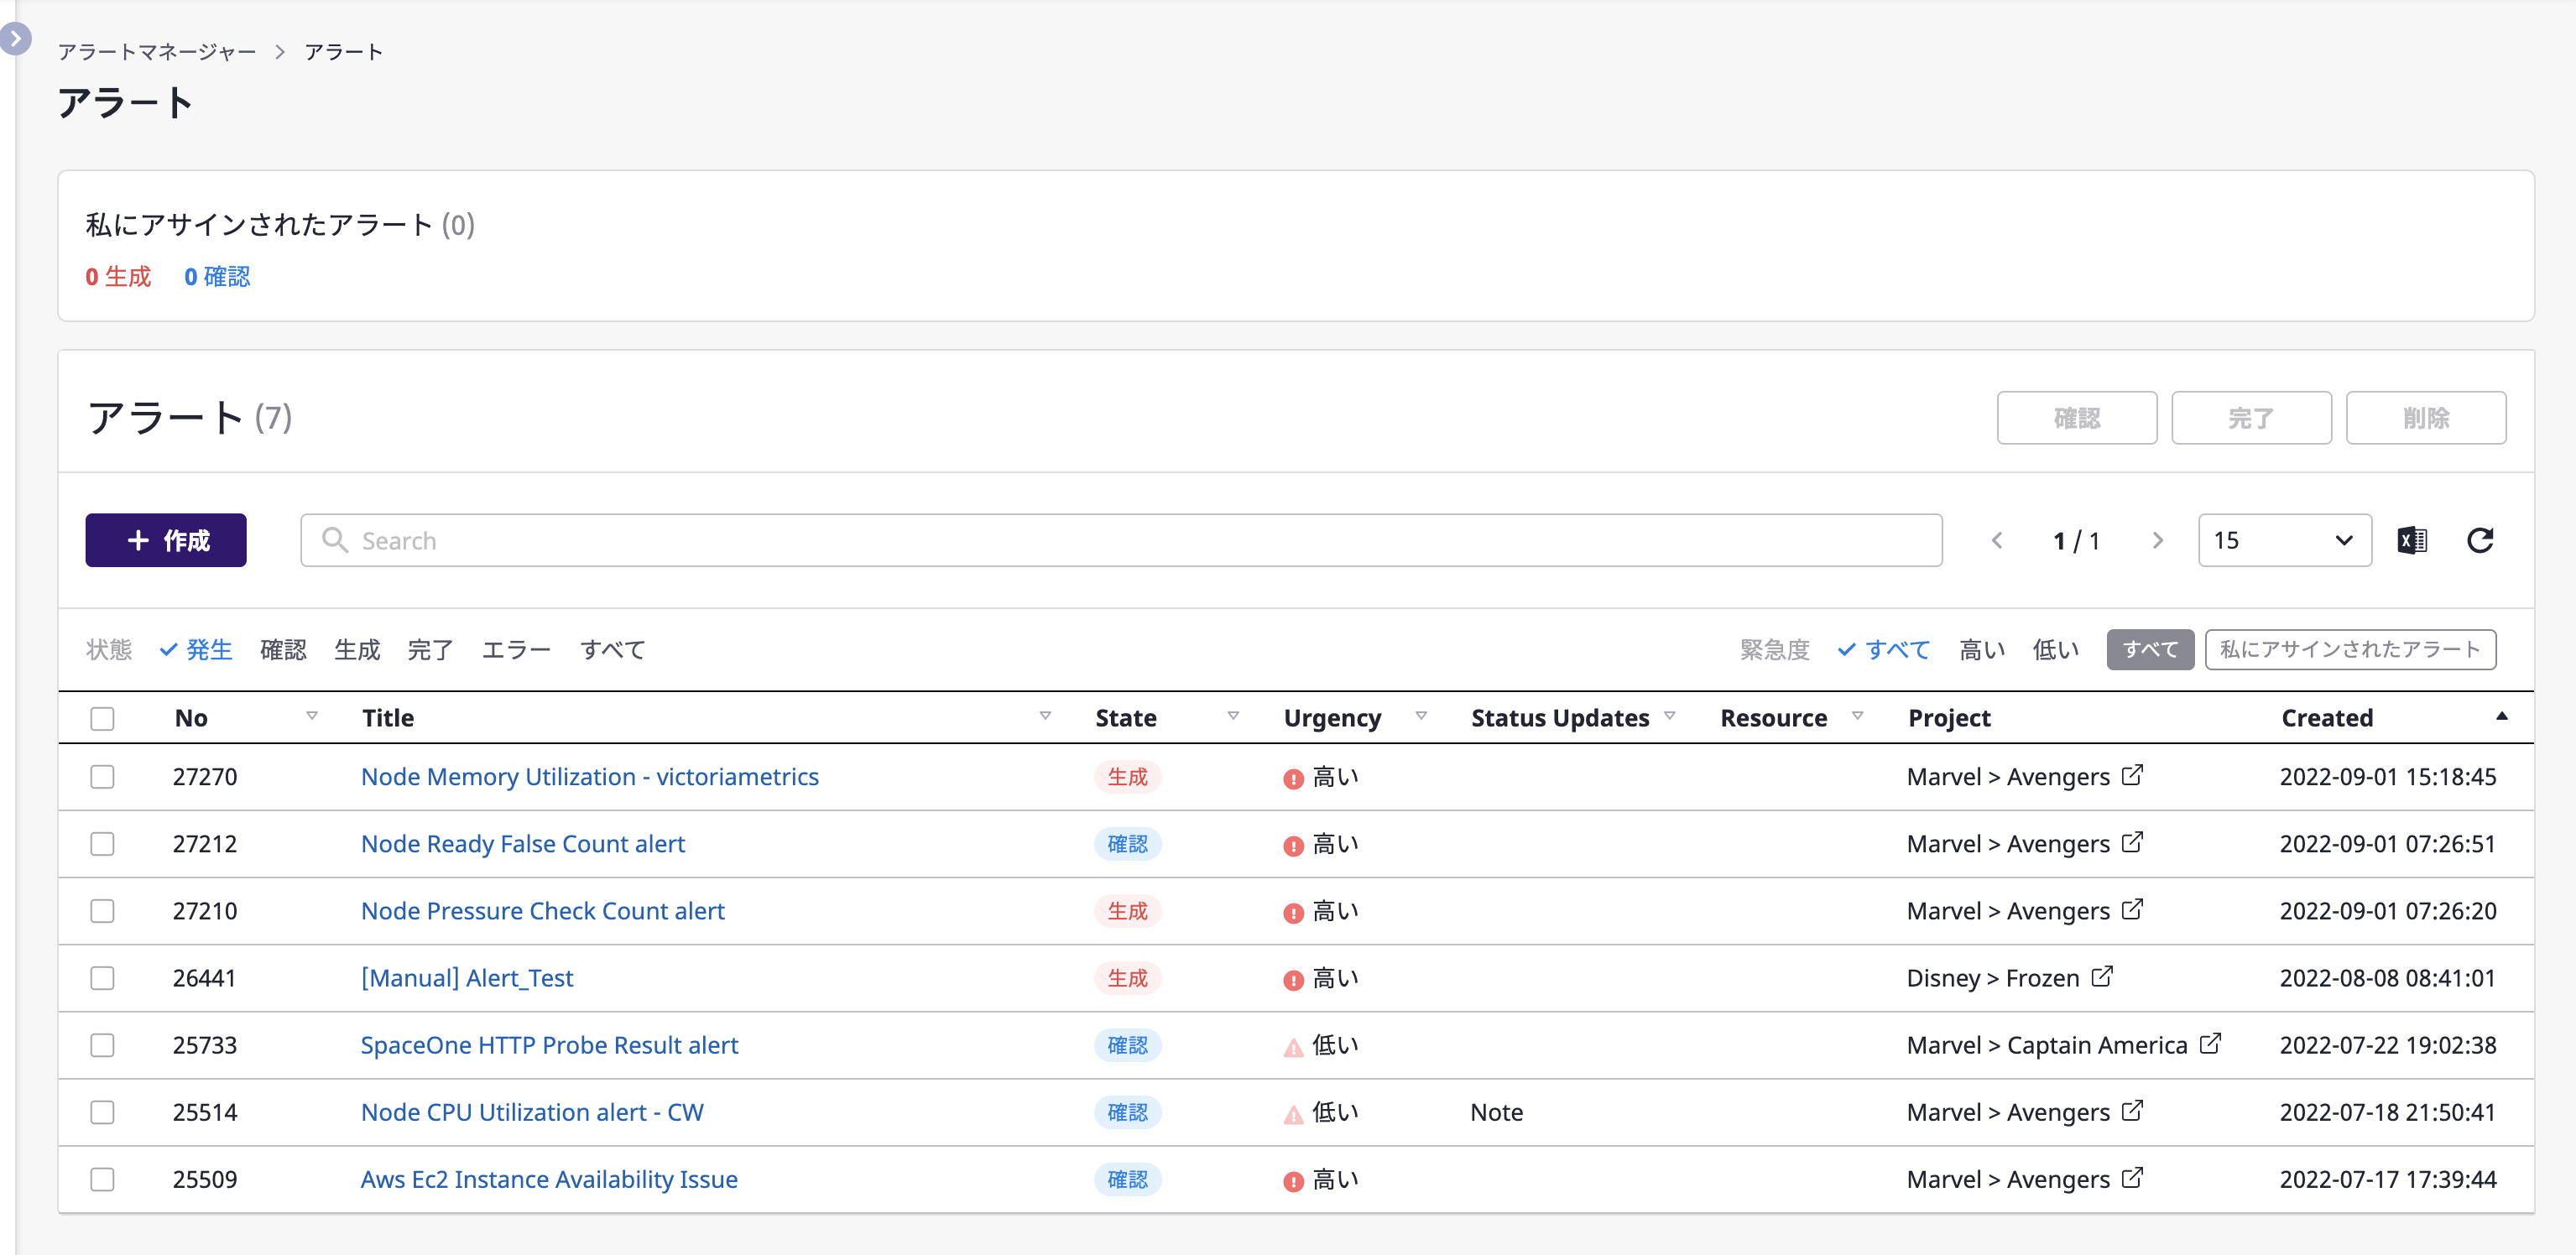 アラートマネージャー > アラート
アラート
私にアサインされたアラート (0)
0 生成 0 確認
アラート (7)
確認 完了 削除
+ 作成 Search 1 / 1 15
状態 発生 確認 生成 完了 エラー すべて 緊急度 すべて 高い 低い すべて 私にアサインされたアラート
No Title State Urgency Status Updates Resource Project Created
27270 Node Memory Utilization - victoriametrics 生成 高い Marvel > Avengers 2022-09-01 15:18:45
27212 Node Ready False Count alert 確認 高い Marvel > Avengers 2022-09-01 07:26:51
27210 Node Pressure Check Count alert 生成 高い Marvel > Avengers 2022-09-01 07:26:20
26441 [Manual] Alert_Test 生成 高い Disney > Frozen 2022-08-08 08:41:01
25733 SpaceOne HTTP Probe Result alert 確認 低い Marvel > Captain America 2022-07-22 19:02:38
25514 Node CPU Utilization alert - CW 確認 低い Note Marvel > Avengers 2022-07-18 21:50:41
25509 Aws Ec2 Instance Availability Issue 確認 高い Marvel > Avengers 2022-07-17 17:39:44